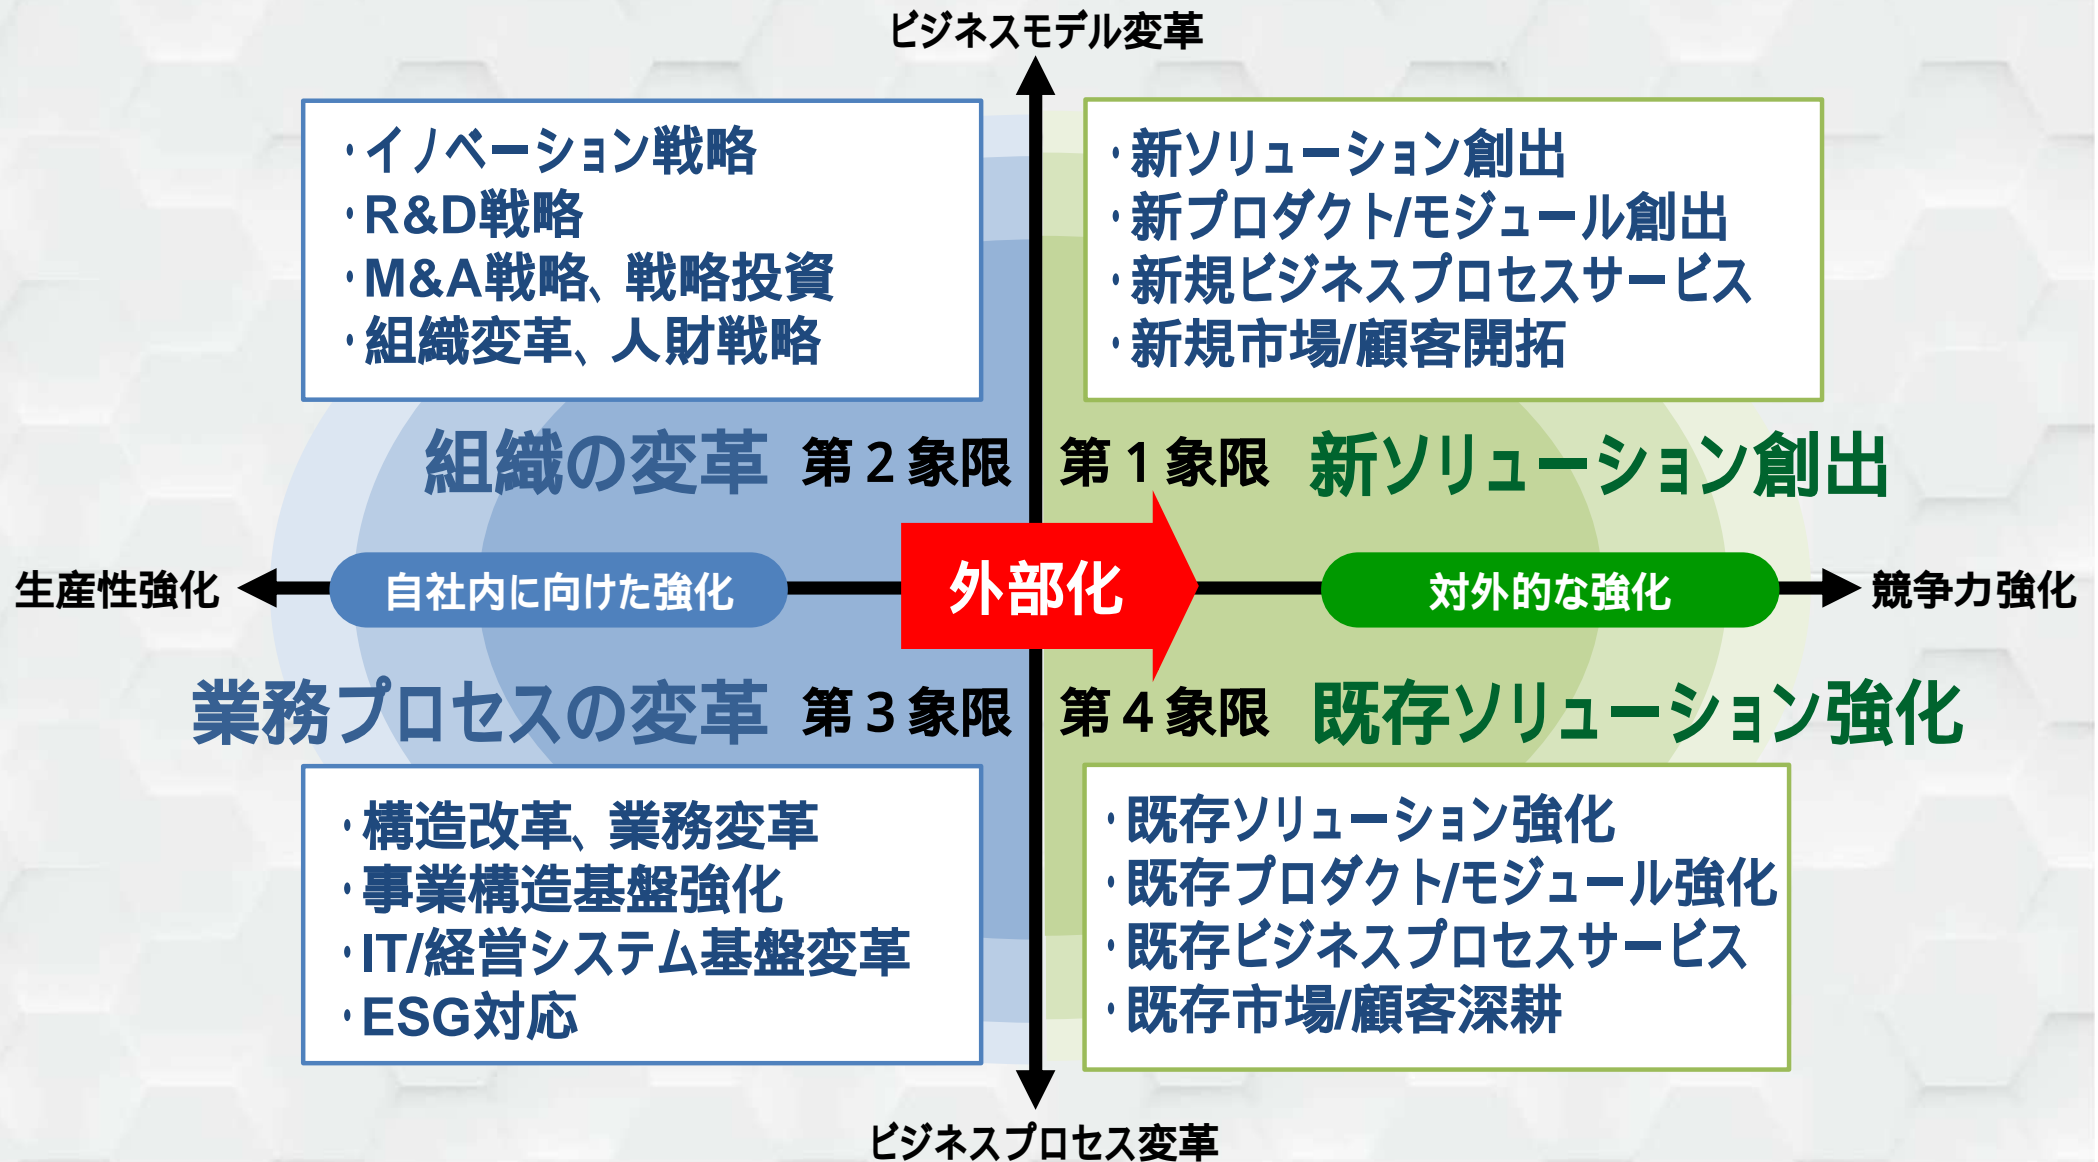 ビジネスモデル変革
・イノベーション戦略
・R&D戦略
・M&A戦略、戦略投資
・組織変革、人財戦略
・新ソリューション創出
・新プロダクト/モジュール創出
・新規ビジネスプロセスサービス
・新規市場/顧客開拓
組織の変革 第2象限
第1象限 新ソリューション創出
生産性強化
自社内に向けた強化
外部化
対外的な強化
競争力強化
業務プロセスの変革 第3象限
第4象限 既存ソリューション強化
・構造改革、業務変革
・事業構造基盤強化
・IT/経営システム基盤変革
・ESG対応
・既存ソリューション強化
・既存プロダクト/モジュール強化
・既存ビジネスプロセスサービス
・既存市場/顧客深耕
ビジネスプロセス変革